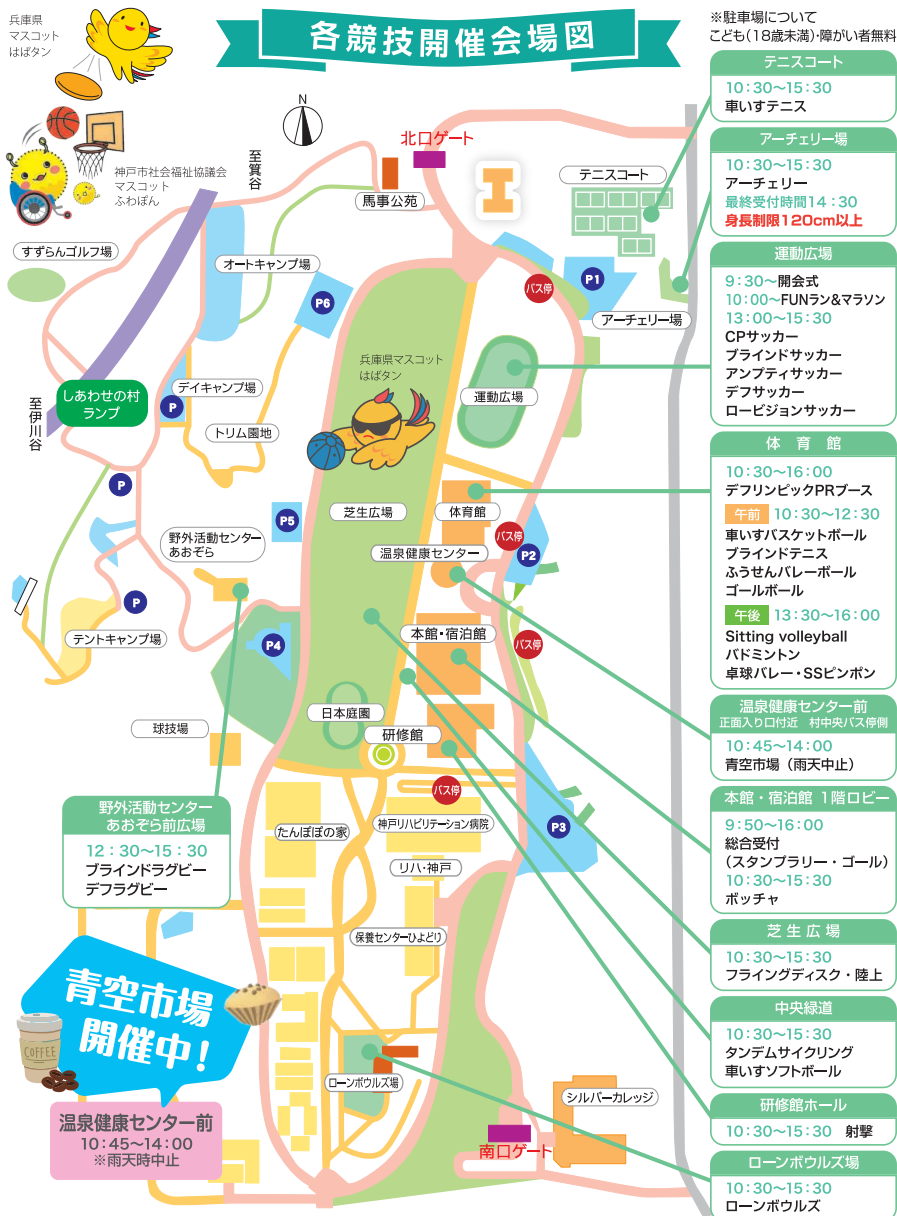 兵庫県
マスコット
はばタン
各競技開催会場図
※駐車場について
こども(18歳未満)・障がい者無料
神戸市社会福祉協議会
マスコット
ふわぽん
N
至箕谷
北口ゲート
馬事公苑
テニスコート
すずらんゴルフ場
オートキャンプ場
P6
バス停
P1
アーチェリー場
兵庫県マスコット
はばタン
しあわせの村
ランプ
デイキャンプ場
P
運動広場
至伊川谷
トリム園地
P
芝生広場
体育館
P5
野外活動センター
あおぞら
温泉健康センター
バス停
P2
P
テントキャンプ場
本館・宿泊館
バス停
P4
日本庭園
球技場
研修館
バス停
たんぽぽの家
神戸リハビリテーション病院
P3
リハ・神戸
保養センターひよどり
ローンボウルズ場
シルバーカレッジ
南口ゲート
野外活動センター
あおぞら前広場
12:30〜15:30
ブラインドラグビー
デフラグビー
青空市場
開催中!
COFFEE
温泉健康センター前
10:45〜14:00
※雨天時中止
テニスコート
10:30〜15:30
車いすテニス
アーチェリー場
10:30〜15:30
アーチェリー
最終受付時間14:30
身長制限120cm以上
運動広場
9:30〜開会式
10:00〜FUNラン&マラソン
13:00〜15:30
CPサッカー
ブラインドサッカー
アンプティサッカー
デフサッカー
ロービジョンサッカー
体育館
10:30〜16:00
デフリンピックPRブース
午前 10:30〜12:30
車いすバスケットボール
ブラインドテニス
ふうせんバレーボール
ゴールボール
午後 13:30〜16:00
Sitting volleyball
バドミントン
卓球バレー・SSピンポン
温泉健康センター前
正面入り口付近 村中央バス停側
10:45〜14:00
青空市場(雨天中止)
本館・宿泊館 1階ロビー
9:50〜16:00
総合受付
(スタンプラリー・ゴール)
10:30〜15:30
ボッチャ
芝生広場
10:30〜15:30
フライングディスク・陸上
中央緑道
10:30〜15:30
タンデムサイクリング
車いすソフトボール
研修館ホール
10:30〜15:30 射撃
ローンボウルズ場
10:30〜15:30
ローンボウルズ